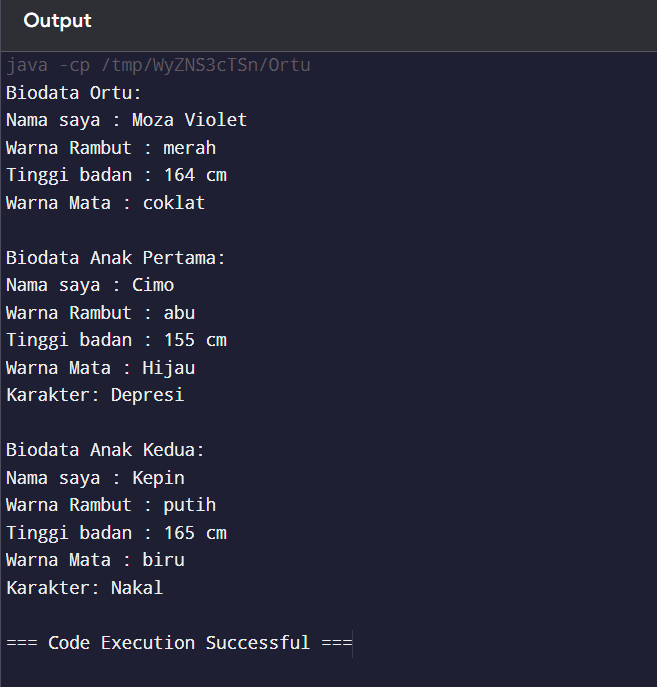 Output
java -cp /tmp/WyZNS3cTSn/Ortu
Biodata Ortu:
Nama saya : Moza Violet
Warna Rambut : merah
Tinggi badan : 164 cm
Warna Mata : coklat
Biodata Anak Pertama:
Nama saya : Cimo
Warna Rambut : abu
Tinggi badan : 155 cm
Warna Mata : Hijau
Karakter: Depresi
Biodata Anak Kedua:
Nama saya : Kepin
Warna Rambut : putih
Tinggi badan : 165 cm
Warna Mata : biru
Karakter: Nakal
=== Code Execution Successful ===